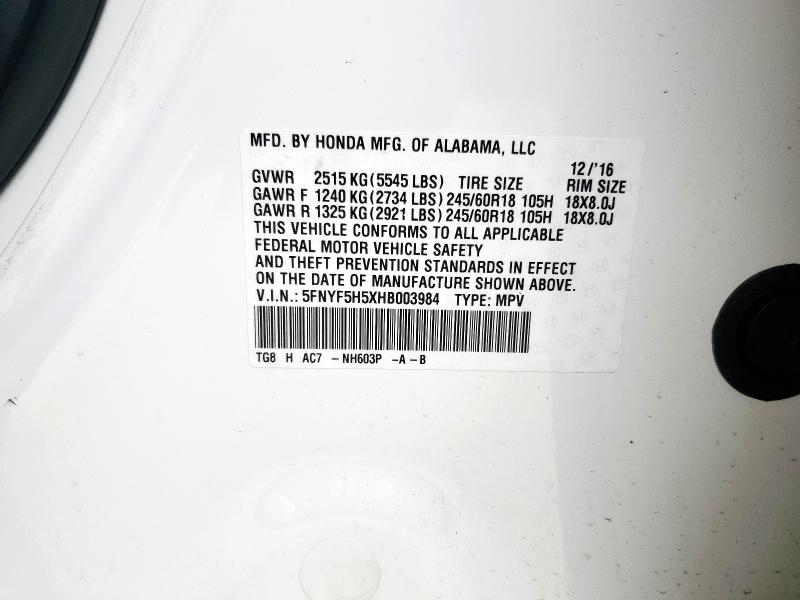 MFD. BY HONDA MFG. OF ALABAMA, LLC
12/'16
GVWR 2515 KG (5545 LBS) TIRE SIZE RIM SIZE
GAWR F 1240 KG (2734 LBS) 245/60R18 105H 18X8.0J
GAWR R 1325 KG (2921 LBS) 245/60R18 105H 18X8.0J
THIS VEHICLE CONFORMS TO ALL APPLICABLE
FEDERAL MOTOR VEHICLE SAFETY
AND THEFT PREVENTION STANDARDS IN EFFECT
ON THE DATE OF MANUFACTURE SHOWN ABOVE.
V.I.N.: 5FNYF5H5XHB003984 TYPE: MPV
TG8 H AC7 - NH603P -A-B